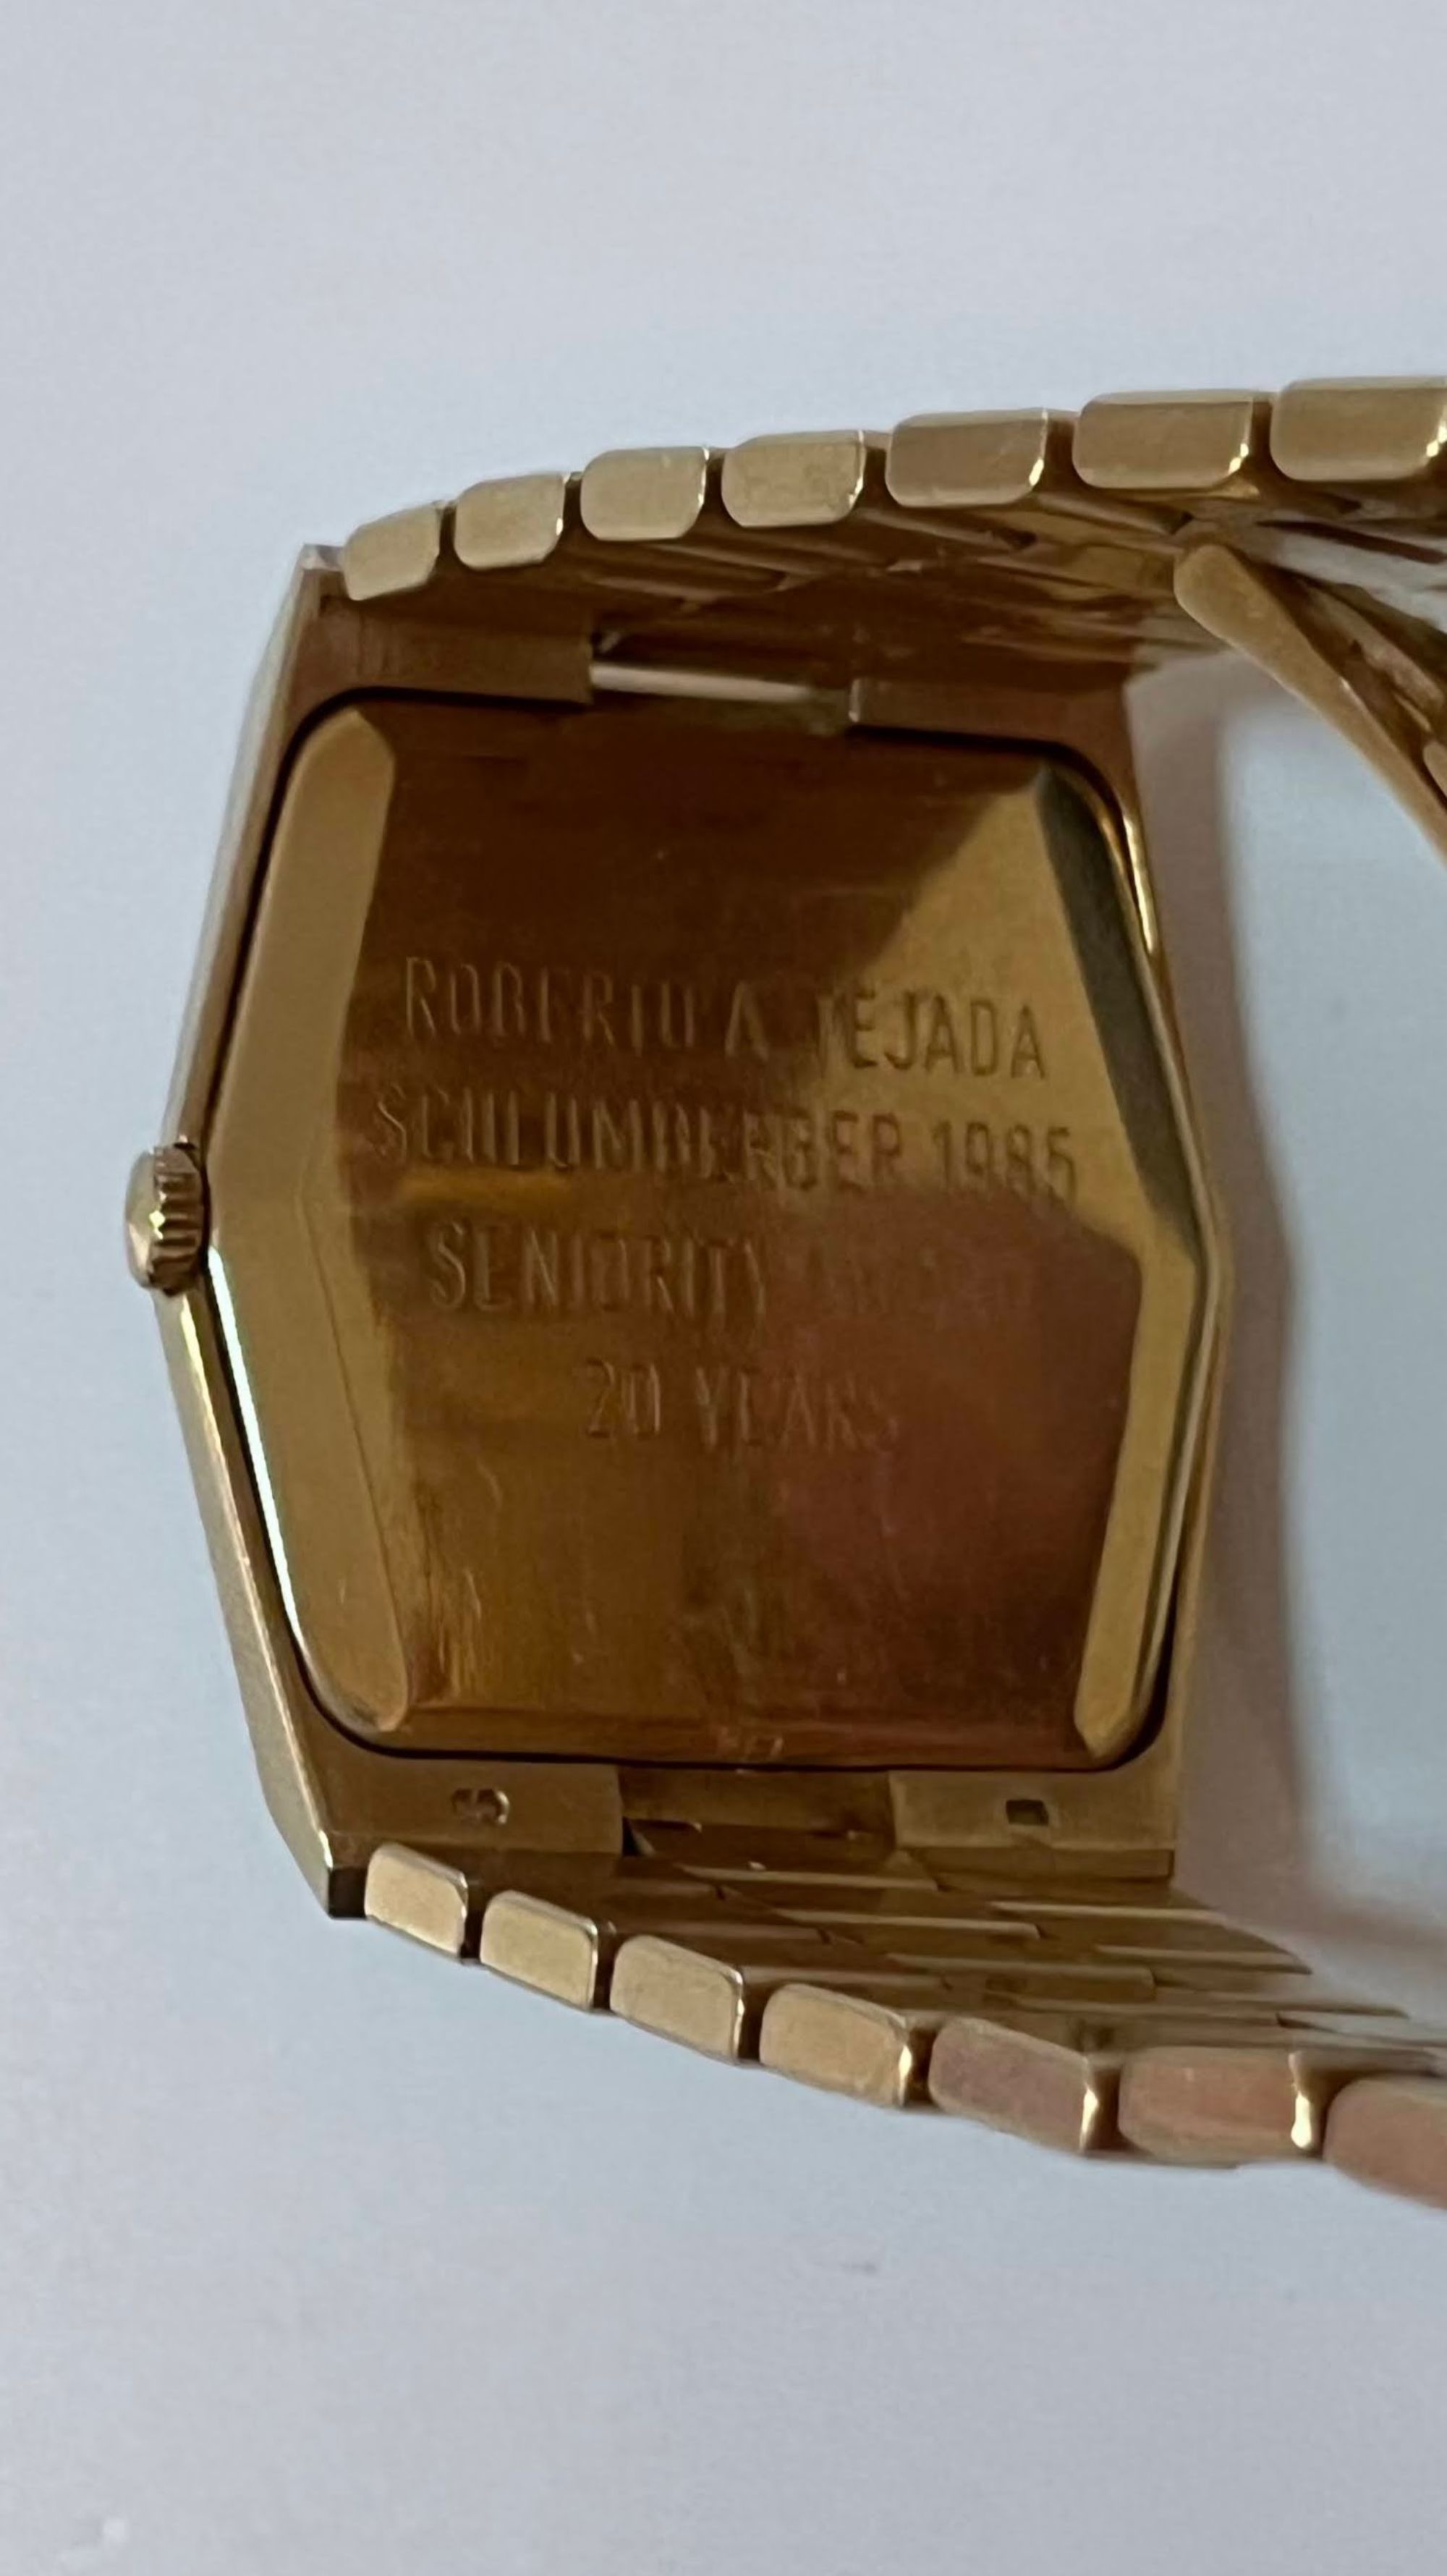 ROBERTO A TEJADA
SCHLUMBERGER 1985
SENIORITY
20 YEARS